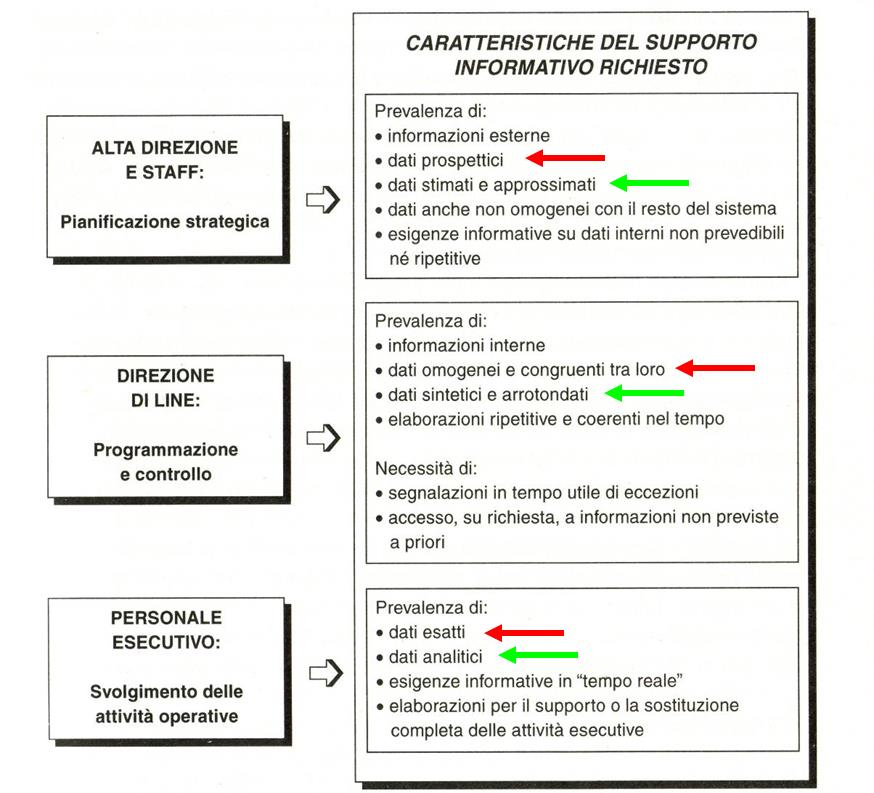 CARATTERISTICHE DEL SUPPORTO
INFORMATIVO RICHIESTO
ALTA DIREZIONE
E STAFF:
Pianificazione strategica
Prevalenza di:
• informazioni esterne
• dati prospettici
• dati stimati e approssimati
• dati anche non omogenei con il resto del sistema
• esigenze informative su dati interni non prevedibili
né ripetitive
DIREZIONE
DI LINE:
Programmazione
e controllo
Prevalenza di:
• informazioni interne
• dati omogenei e congruenti tra loro
• dati sintetici e arrotondati
• elaborazioni ripetitive e coerenti nel tempo
Necessità di:
• segnalazioni in tempo utile di eccezioni
• accesso, su richiesta, a informazioni non previste
a priori
PERSONALE
ESECUTIVO:
Svolgimento delle
attività operative
Prevalenza di:
• dati esatti
• dati analitici
• esigenze informative in “tempo reale”
• elaborazioni per il supporto o la sostituzione
completa delle attività esecutive